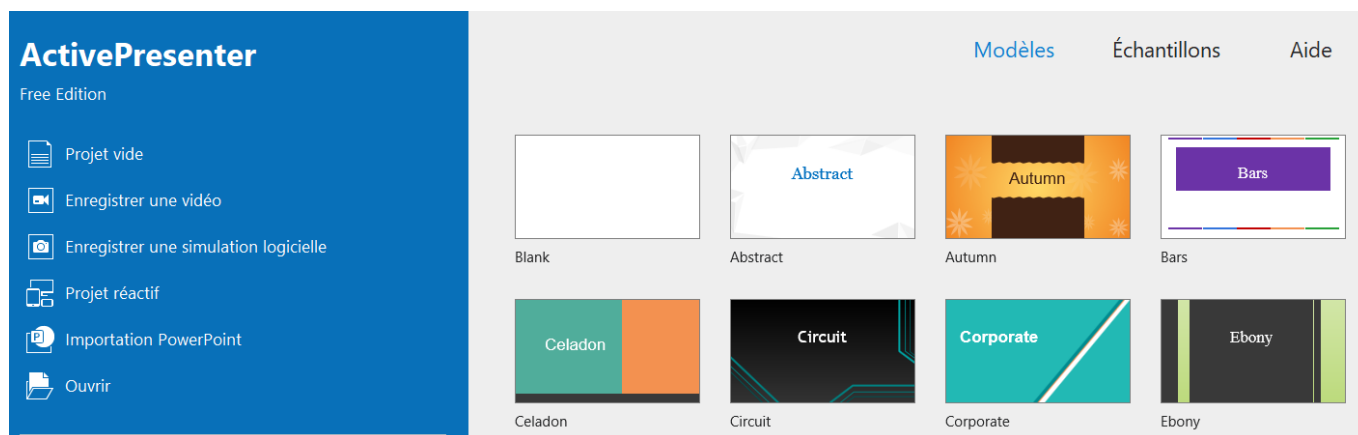 ActivePresenter
Free Edition
Projet vide
Enregistrer une vidéo
Enregistrer une simulation logicielle
Projet réactif
Importation PowerPoint
Ouvrir
Modèles Échantillons Aide
Abstract Autumn Bars
Blank Abstract Autumn Bars
Celadon Circuit Corporate Ebony
Celadon Circuit Corporate Ebony